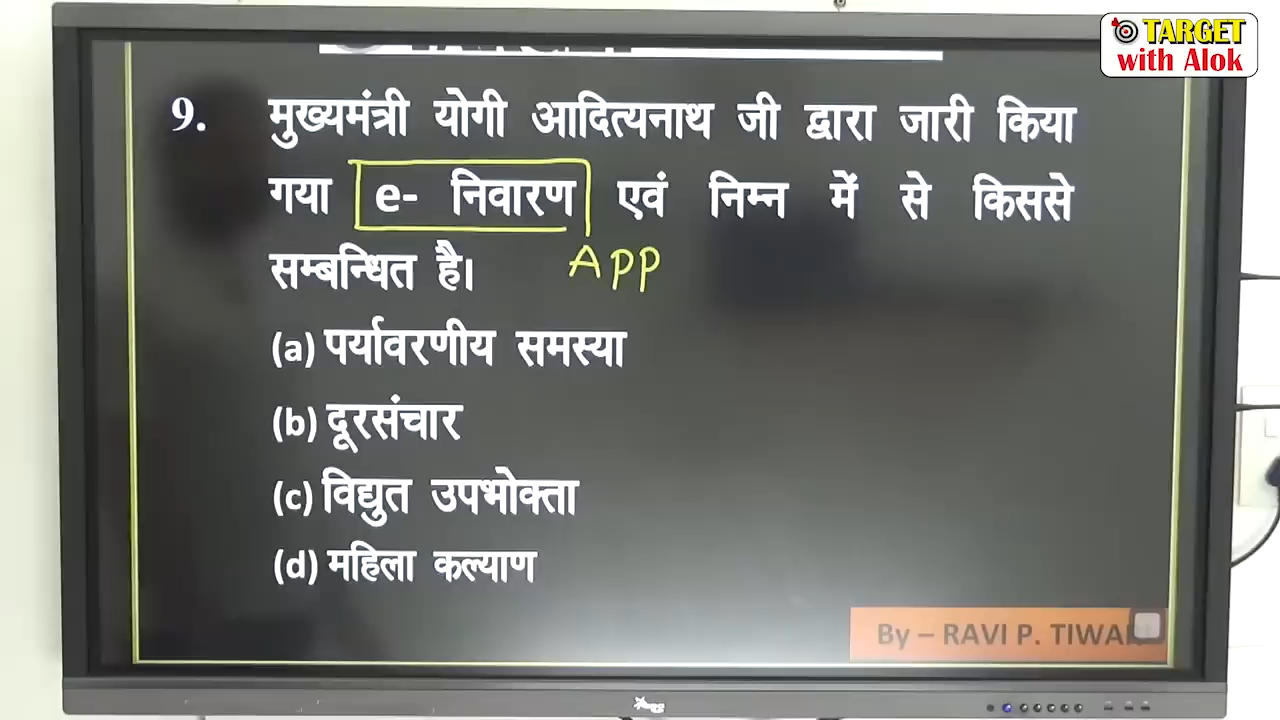 TARGET
with Alok
9. मुख्यमंत्री योगी आदित्यनाथ जी द्वारा जारी किया
गया e- निवारण एवं निम्न में से किससे
सम्बन्धित है।
APP
(a) पर्यावरणीय समस्या
(b) दूरसंचार
(c) विद्युत उपभोक्ता
(d) महिला कल्याण
By – RAVI P. TIWARI